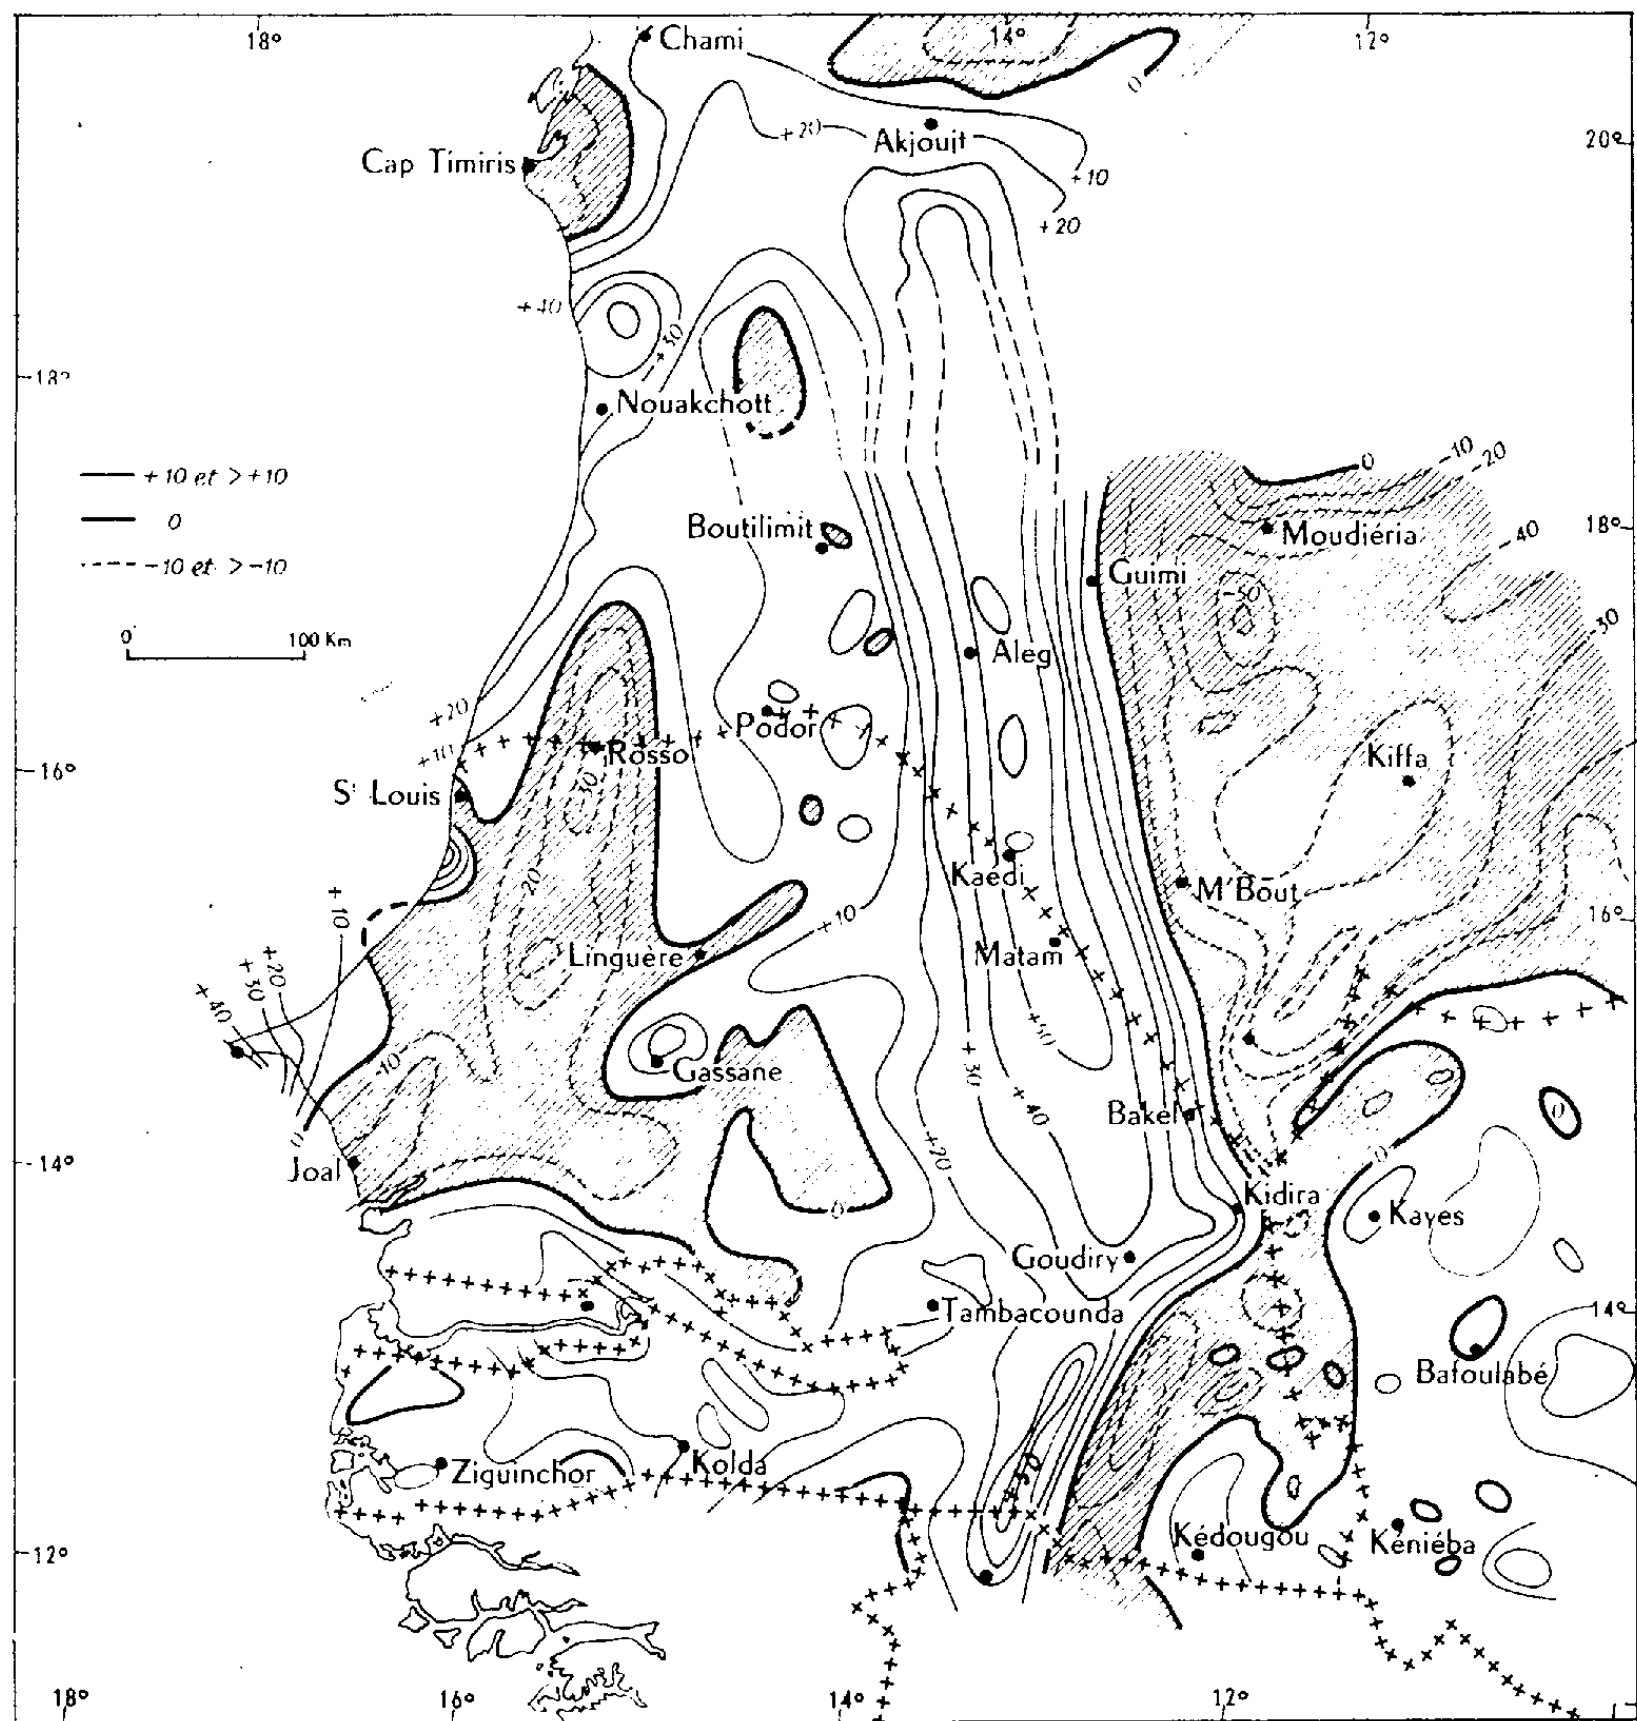 18°
14°
12°
Chami
0
+20
Akjoujt
20°
Cap Timiris
+10
+20
+40
+30
18°
Nouakchott
+10 et >+10
0
-10 et >-10
0
-10
-20
Boutilimit
Moudiéria
18°
-40
Guimi
-50
0 100 Km
Aleg
-30
+20
Podor
+10
Rosso
Kiffa
16°
St Louis
-30
Kaedi
20
M'Bout
+10
+10
16°
Linguère
Matam
+20
+30
+40
+30
-10
Gassane
+30
+40
Bakel
0
0
+20
14°
Joal
0
Kidira
Kayes
0
Goudiry
Tambacounda
14°
Bafoulabé
Ziguinchor
Kolda
Kédougou
Kéniéba
12°
18°
16°
14°
12°